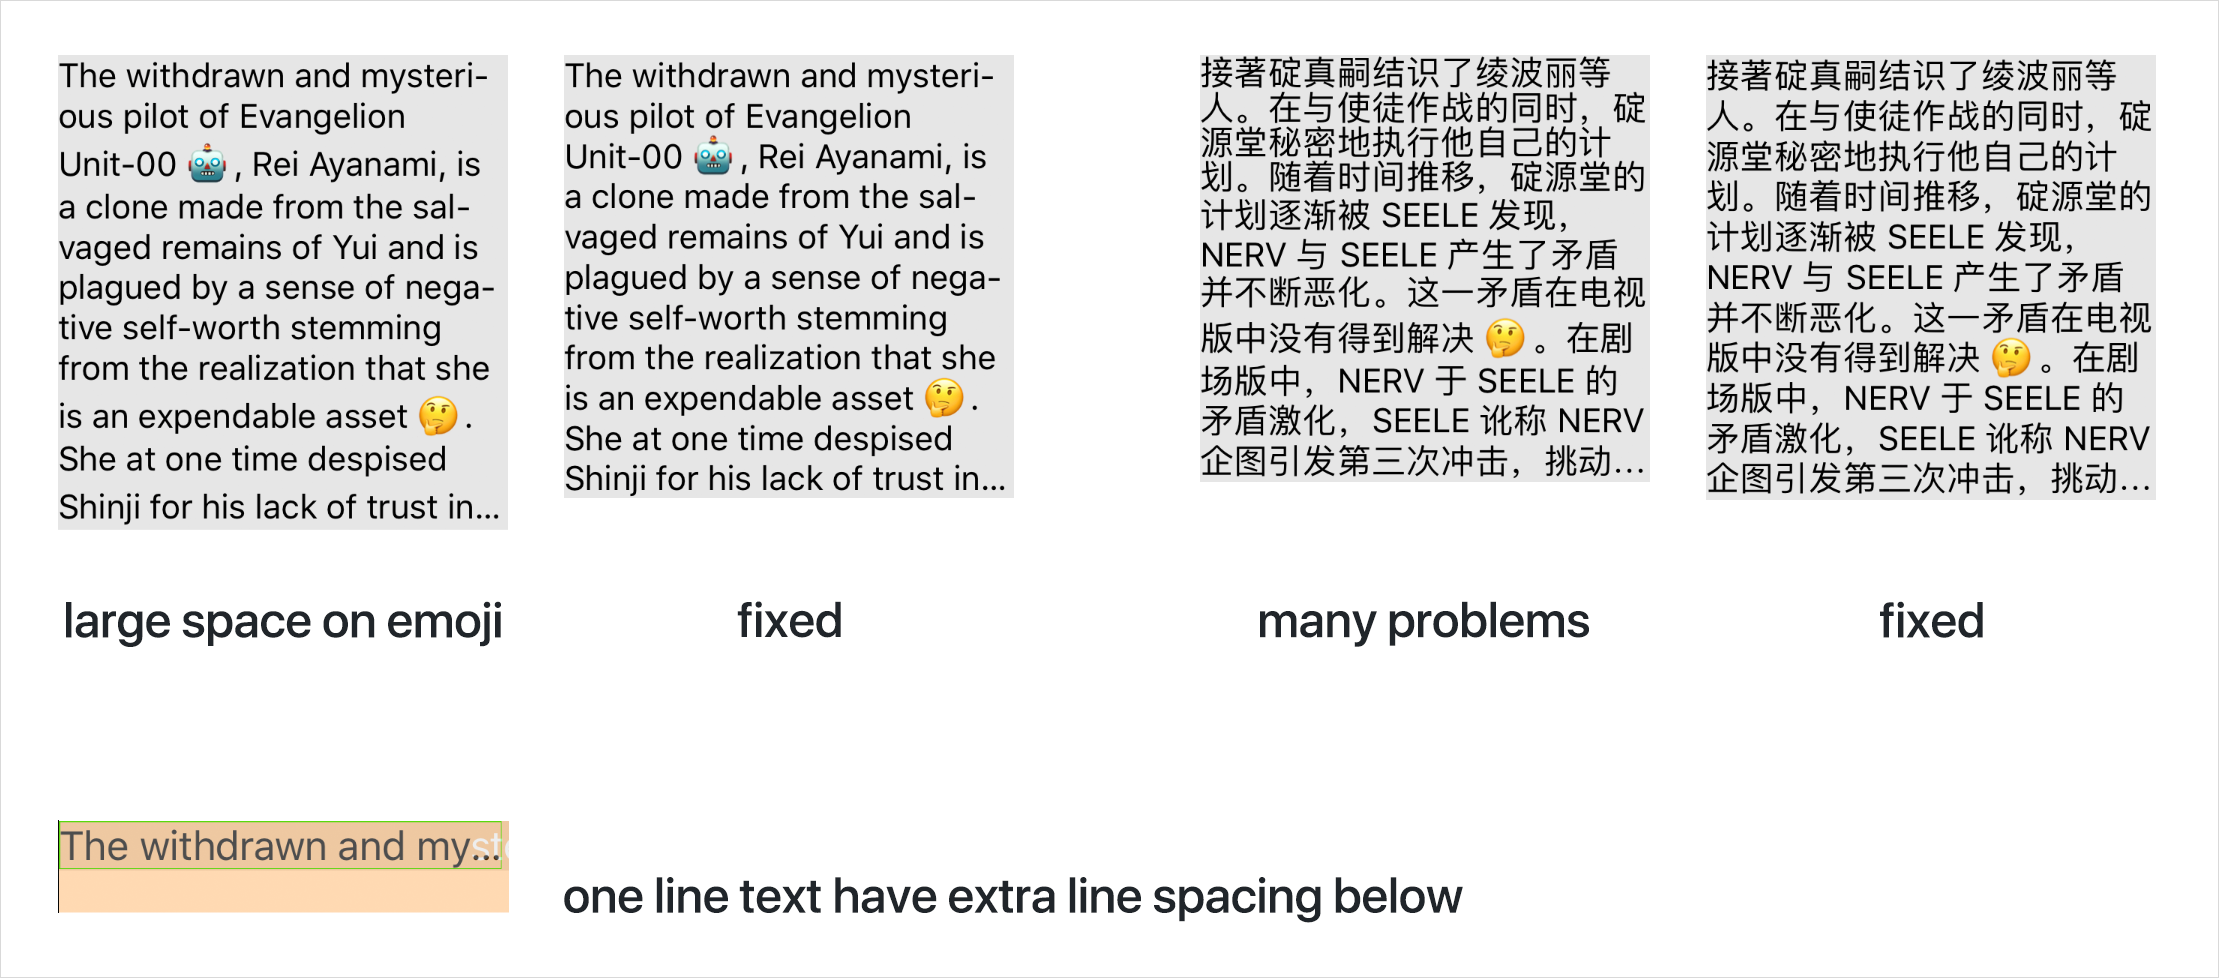 The withdrawn and mysteri-
ous pilot of Evangelion
Unit-00 🤖 , Rei Ayanami, is
a clone made from the sal-
vaged remains of Yui and is
plagued by a sense of nega-
tive self-worth stemming
from the realization that she
is an expendable asset 🤔 .
She at one time despised
Shinji for his lack of trust in...
large space on emoji
The withdrawn and mysteri-
ous pilot of Evangelion
Unit-00 🤖 , Rei Ayanami, is
a clone made from the sal-
vaged remains of Yui and is
plagued by a sense of nega-
tive self-worth stemming
from the realization that she
is an expendable asset 🤔 .
She at one time despised
Shinji for his lack of trust in...
fixed
接著碇真嗣结识了绫波丽等
人。在与使徒作战的同时，碇
源堂秘密地执行他自己的计
划。随着时间推移，碇源堂的
计划逐渐被 SEELE 发现，
NERV 与 SEELE 产生了矛盾
并不断恶化。这一矛盾在电视
版中没有得到解决 🤔 。在剧
场版中，NERV 于 SEELE 的
矛盾激化，SEELE 讹称 NERV
企图引发第三次冲击，挑动...
many problems
接著碇真嗣结识了绫波丽等
人。在与使徒作战的同时，碇
源堂秘密地执行他自己的计
划。随着时间推移，碇源堂的
计划逐渐被 SEELE 发现，
NERV 与 SEELE 产生了矛盾
并不断恶化。这一矛盾在电视
版中没有得到解决 🤔 。在剧
场版中，NERV 于 SEELE 的
矛盾激化，SEELE 讹称 NERV
企图引发第三次冲击，挑动...
fixed
The withdrawn and my...
one line text have extra line spacing below